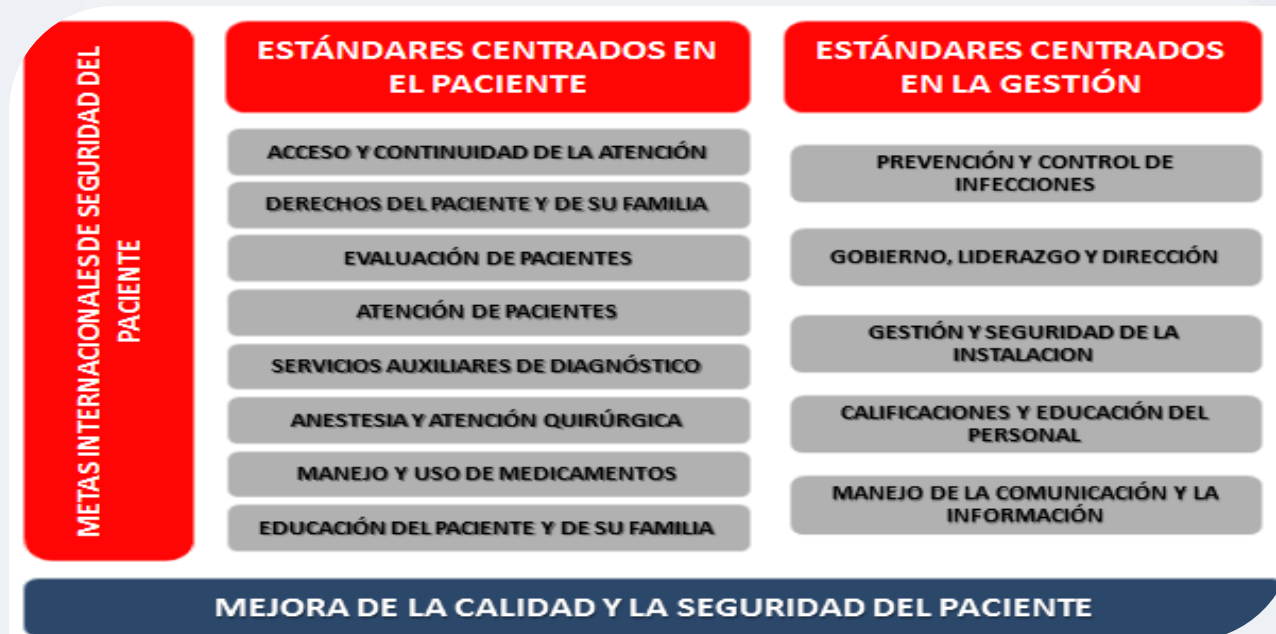 METAS INTERNACIONALES DE SEGURIDAD DEL
PACIENTE
ESTÁNDARES CENTRADOS EN
EL PACIENTE
ACCESO Y CONTINUIDAD DE LA ATENCIÓN
DERECHOS DEL PACIENTE Y DE SU FAMILIA
EVALUACIÓN DE PACIENTES
ATENCIÓN DE PACIENTES
SERVICIOS AUXILIARES DE DIAGNÓSTICO
ANESTESIA Y ATENCIÓN QUIRÚRGICA
MANEJO Y USO DE MEDICAMENTOS
EDUCACIÓN DEL PACIENTE Y DE SU FAMILIA
ESTÁNDARES CENTRADOS
EN LA GESTIÓN
PREVENCIÓN Y CONTROL DE
INFECCIONES
GOBIERNO, LIDERAZGO Y DIRECCIÓN
GESTIÓN Y SEGURIDAD DE LA
INSTALACION
CALIFICACIONES Y EDUCACIÓN DEL
PERSONAL
MANEJO DE LA COMUNICACIÓN Y LA
INFORMACIÓN
MEJORA DE LA CALIDAD Y LA SEGURIDAD DEL PACIENTE